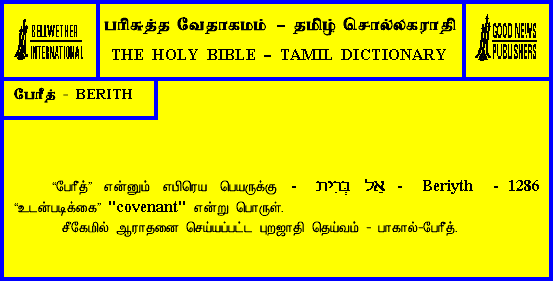 BELLWETHER
INTERNATIONAL
பரிசுத்த வேதாகமம் – தமிழ் சொல்லகராதி
THE HOLY BIBLE – TAMIL DICTIONARY
GOOD NEWS
PUBLISHERS
பேரீத் - BERITH
“பேரீத்” என்னும் எபிரெய பெயருக்கு - אֵל בְּרִית - Beriyth - 1286
“உடன்படிக்கை” "covenant" என்று பொருள்.
சீகேமில் ஆராதனை செய்யப்பட்ட புறஜாதி தெய்வம் - பாகால்-பேரீத்.